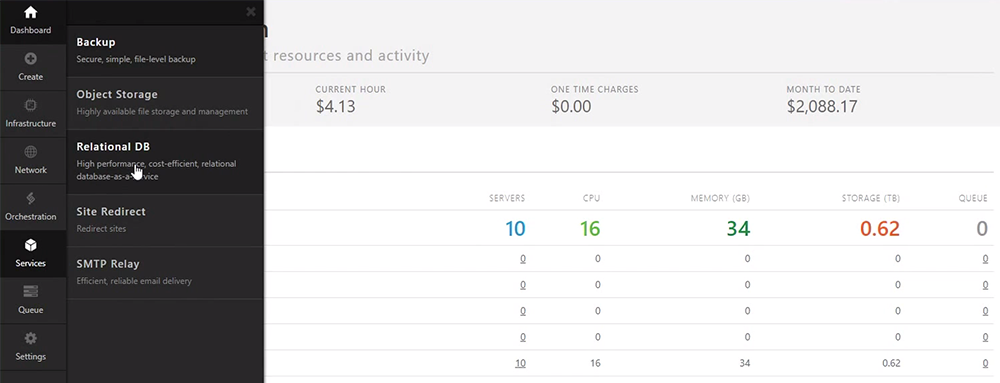 Dashboard
Create
Infrastructure
Network
Orchestration
Services
Queue
Settings
Backup
Secure, simple, file-level backup
Object Storage
Highly available file storage and management
Relational DB
High performance, cost-efficient, relational
database-as-a-service
Site Redirect
Redirect sites
SMTP Relay
Efficient, reliable email delivery
resources and activity
CURRENT HOUR ONE TIME CHARGES MONTH TO DATE
$4.13 $0.00 $2,088.17
SERVERS CPU MEMORY (GB) STORAGE (TB) QUEUE
10 16 34 0.62 0
0 0 0 0 0
0 0 0 0 0
0 0 0 0 0
0 0 0 0 0
10 16 34 0.62 0